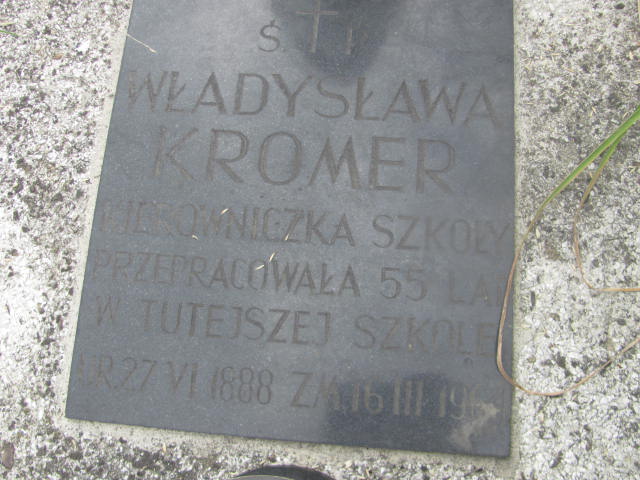 Ś † P
WŁADYSŁAWA
KROMER
KIEROWNICZKA SZKOŁY
PRZEPRACOWAŁA 55 LAT
W TUTEJSZEJ SZKOLE
UR.27 VI 1888 ZM.16 III